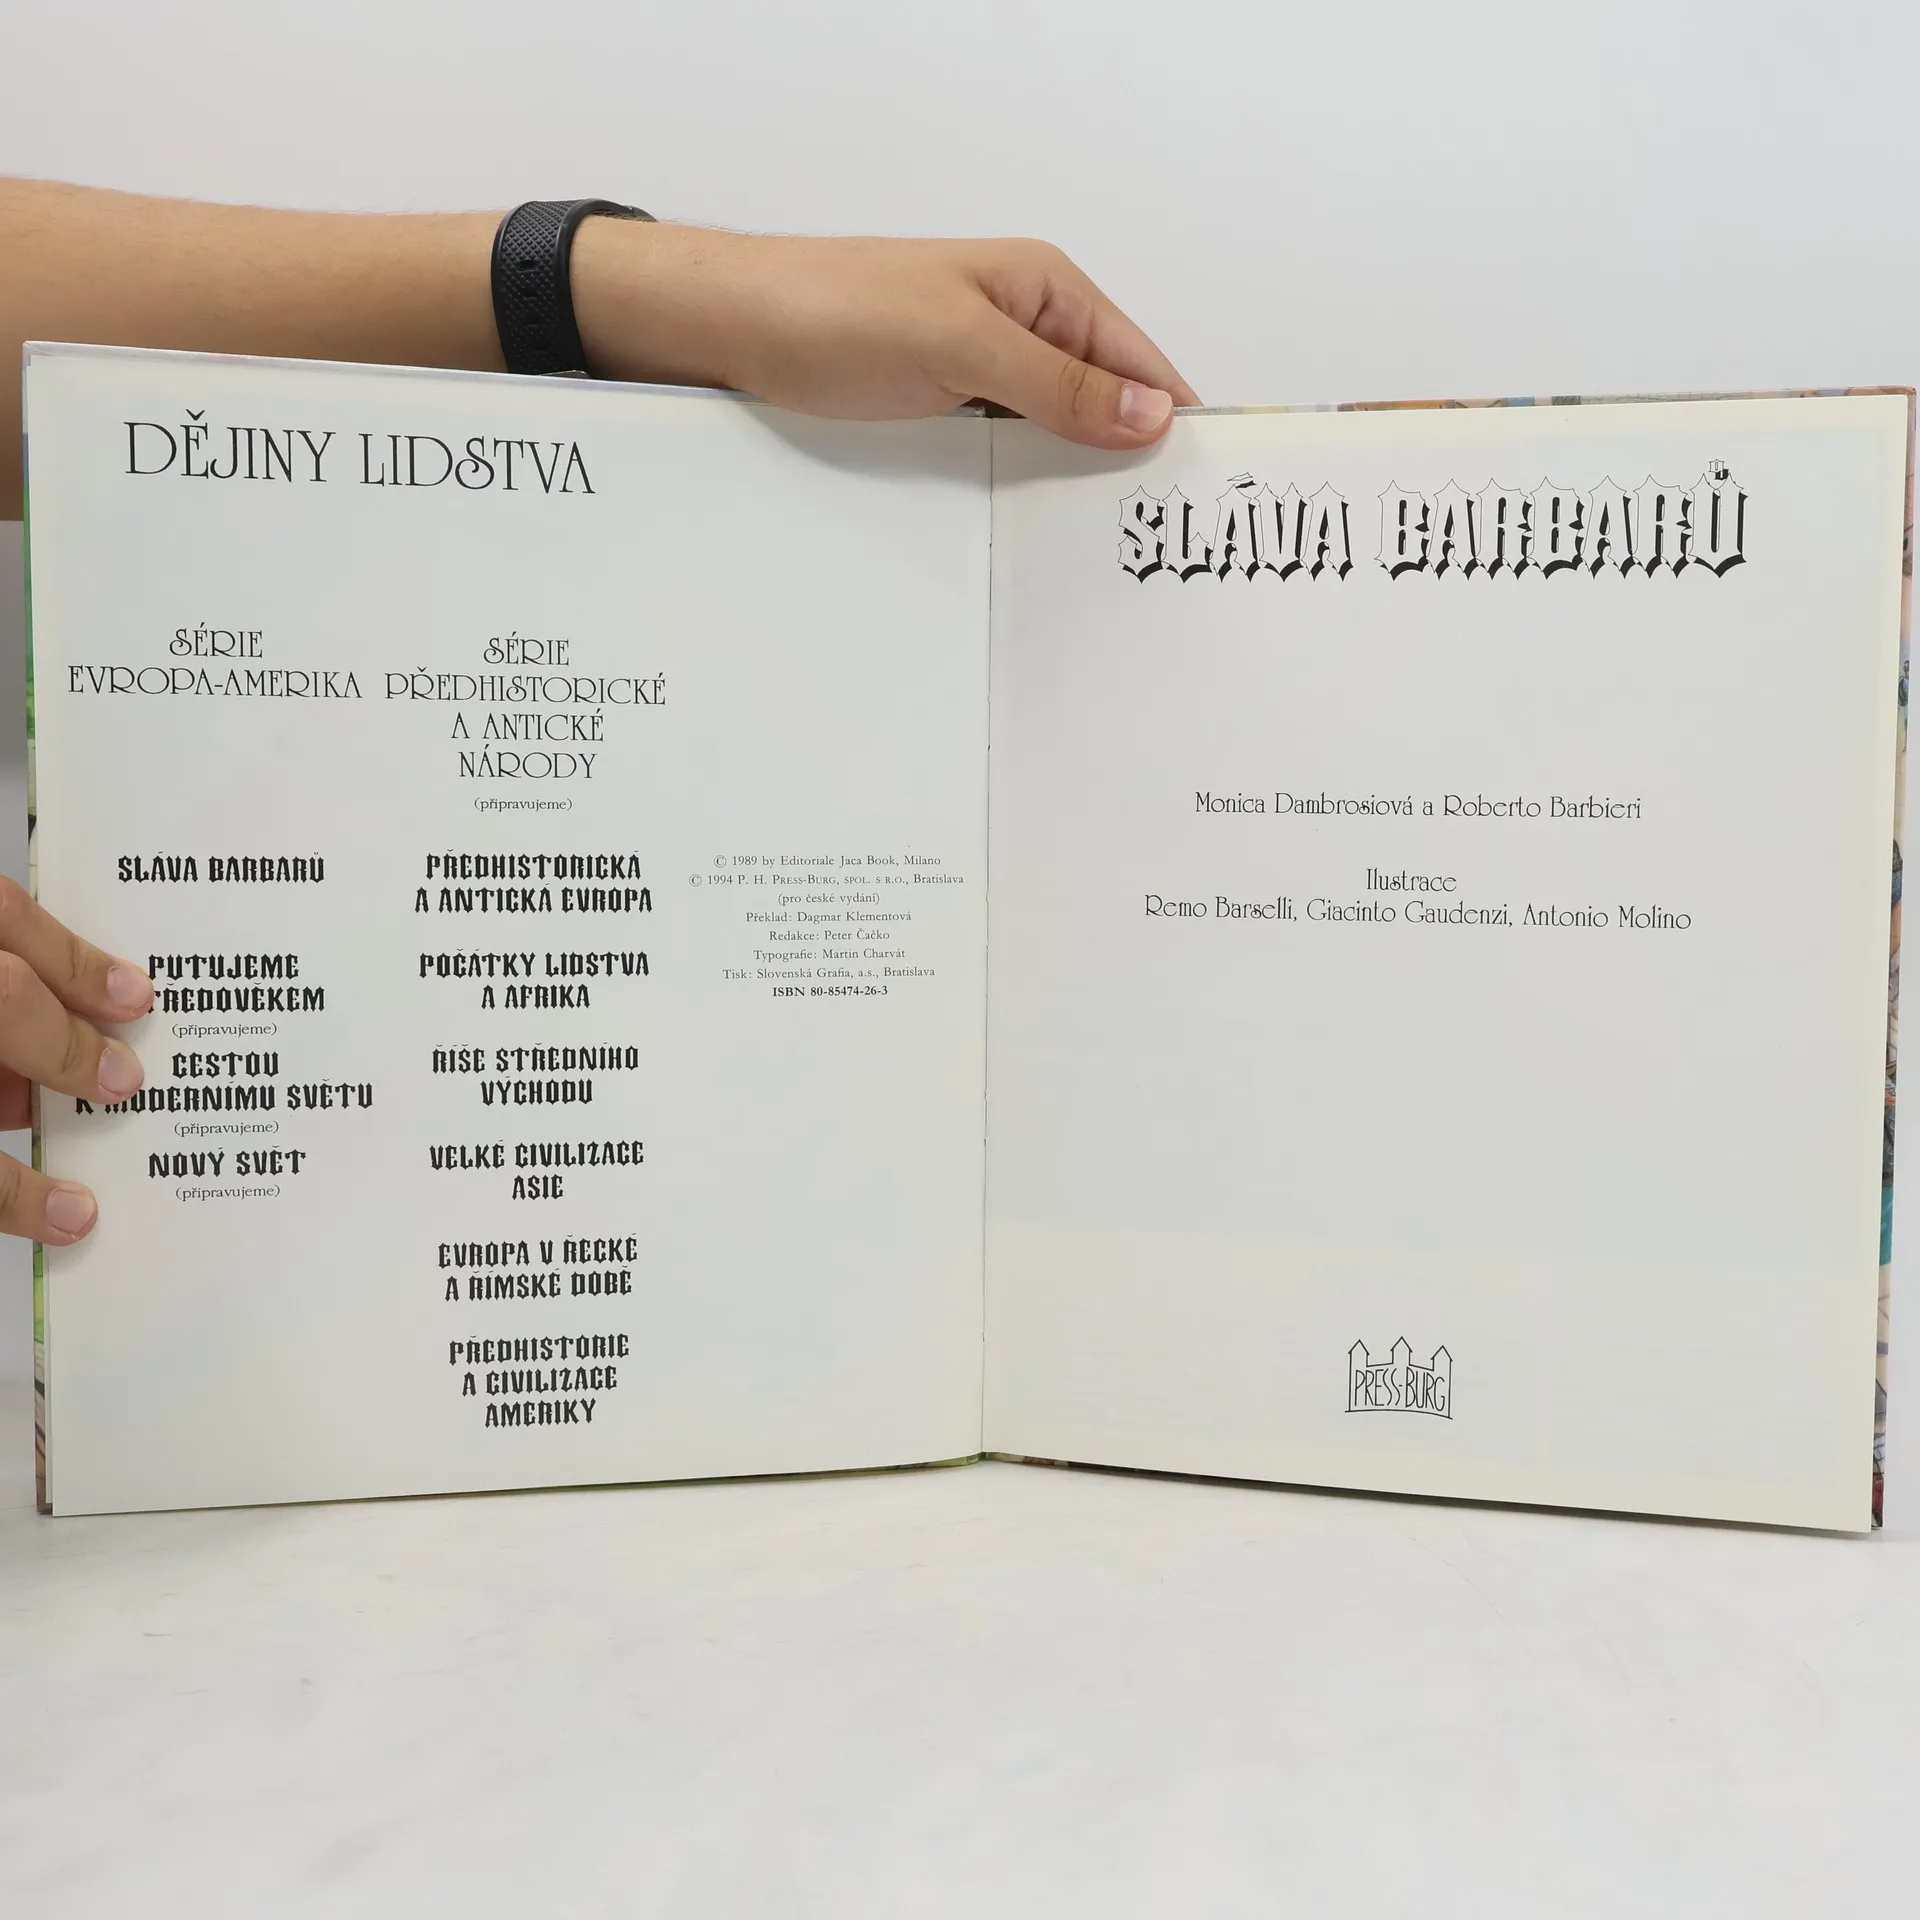 DĚJINY LIDSTVA
SÉRIE
EVROPA-AMERIKA
SLÁVA BARBARŮ
PUTUJEME
(připravujeme)
CESTOU
K MODERNÍMU SVĚTU
(připravujeme)
NOVÝ SVĚT
(připravujeme)
SÉRIE
PŘEDHISTORICKÉ
A ANTICKÉ
NÁRODY
(připravujeme)
PŘEDHISTORICKÁ
A ANTICKÁ EVROPA
POČÁTKY LIDSTVA
A AFRIKA
ŘÍŠE STŘEDNÍHO
VÝCHODU
VELKÉ CIVILIZACE
ASIE
EVROPA V ŘECKÉ
A ŘÍMSKÉ DOBĚ
PŘEDHISTORIE
A CIVILIZACE
AMERIKY
© 1989 by Editoriale Jaca Book, Milano
© 1994 P. H. PRESS-BURG, SPOL. S R.O., Bratislava
(pro české vydání)
Překlad: Dagmar Klementová
Redakce: Peter Čačko
Typografie: Martin Charvát
Tisk: Slovenská Grafia, a.s., Bratislava
ISBN 80-85474-26-3
SLÁVA BARBARŮ
Monica Dambrosiová a Roberto Barbieri
Ilustrace
Remo Barselli, Giacinto Gaudenzi, Antonio Molino
PRESS-BURG